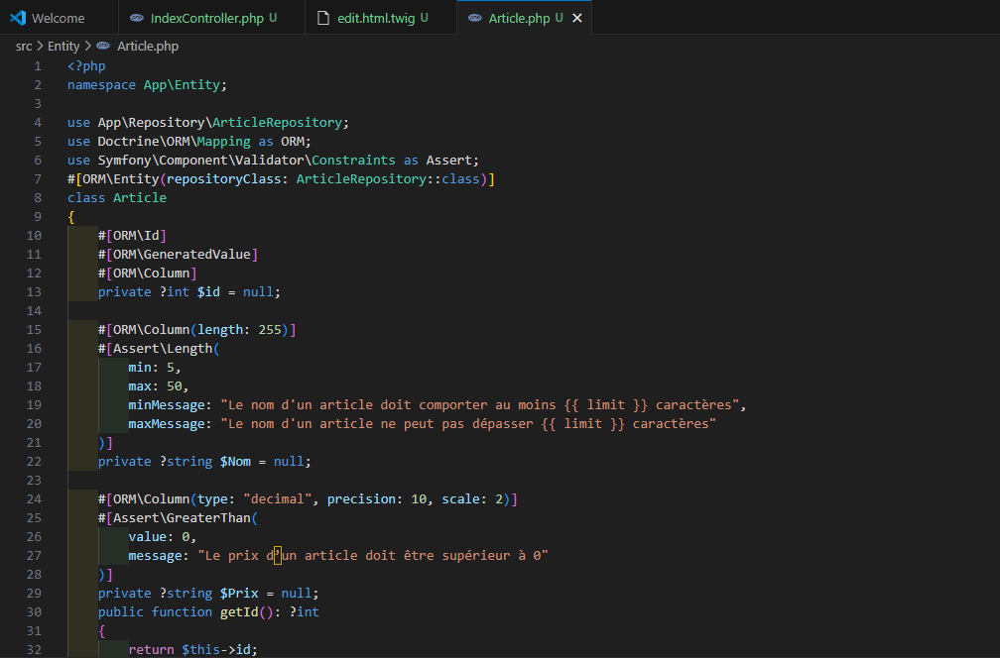 Welcome
IndexController.php U
edit.html.twig U
Article.php U
src > Entity > Article.php
1 <?php
2 namespace App\Entity;
3
4 use App\Repository\ArticleRepository;
5 use Doctrine\ORM\Mapping as ORM;
6 use Symfony\Component\Validator\Constraints as Assert;
7 #[ORM\Entity(repositoryClass: ArticleRepository::class)]
8 class Article
9 {
10     #[ORM\Id]
11     #[ORM\GeneratedValue]
12     #[ORM\Column]
13     private ?int $id = null;
14
15     #[ORM\Column(length: 255)]
16     #[Assert\Length(
17         min: 5,
18         max: 50,
19         minMessage: "Le nom d'un article doit comporter au moins {{ limit }} caractères",
20         maxMessage: "Le nom d'un article ne peut pas dépasser {{ limit }} caractères"
21     )]
22     private ?string $Nom = null;
23
24     #[ORM\Column(type: "decimal", precision: 10, scale: 2)]
25     #[Assert\GreaterThan(
26         value: 0,
27         message: "Le prix d’un article doit être supérieur à 0"
28     )]
29     private ?string $Prix = null;
30     public function getId(): ?int
31     {
32         return $this->id;